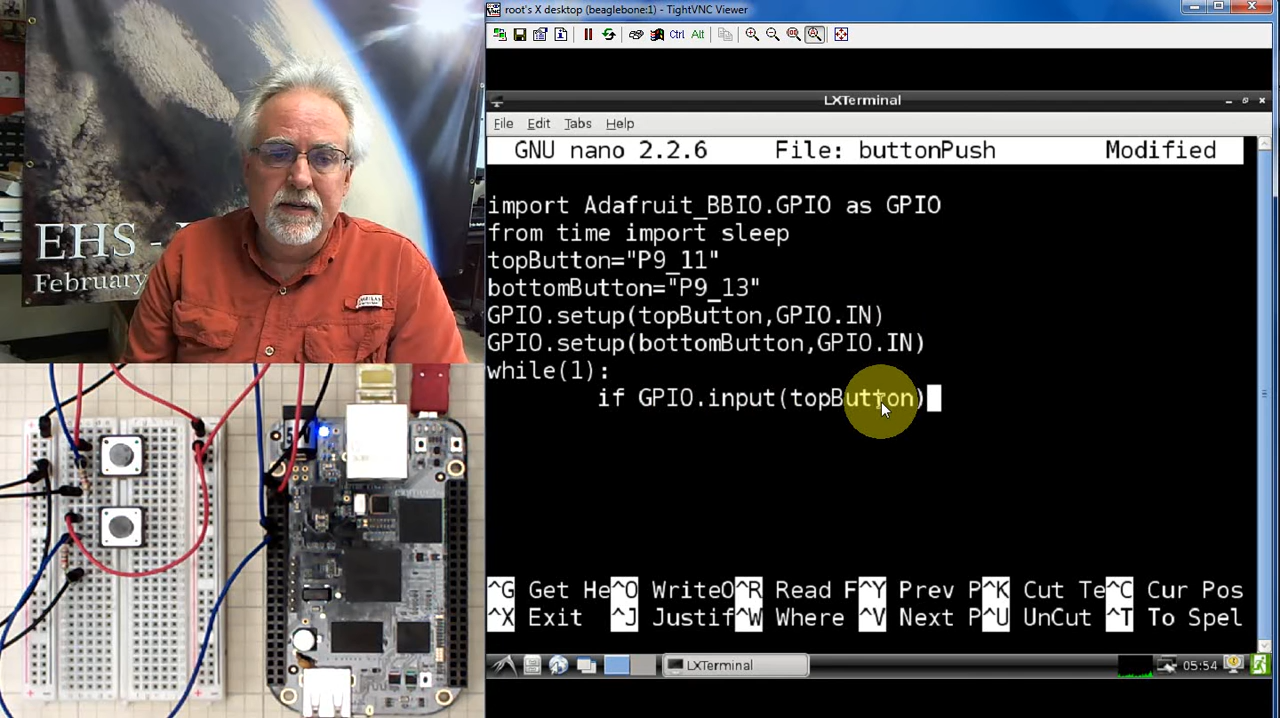 root's X desktop (beaglebone:1) - TightVNC Viewer
Ctrl Alt
LXTerminal
File Edit Tabs Help
GNU nano 2.2.6 File: buttonPush Modified
import Adafruit_BBIO.GPIO as GPIO
from time import sleep
topButton="P9_11"
bottomButton="P9_13"
GPIO.setup(topButton,GPIO.IN)
GPIO.setup(bottomButton,GPIO.IN)
while(1):
if GPIO.input(topButton)
^G Get He^O WriteO^R Read F^Y Prev P^K Cut Te^C Cur Pos
^X Exit ^J Justif^W Where ^V Next P^U UnCut ^T To Spel
LXTerminal
05:54
EHS -
February